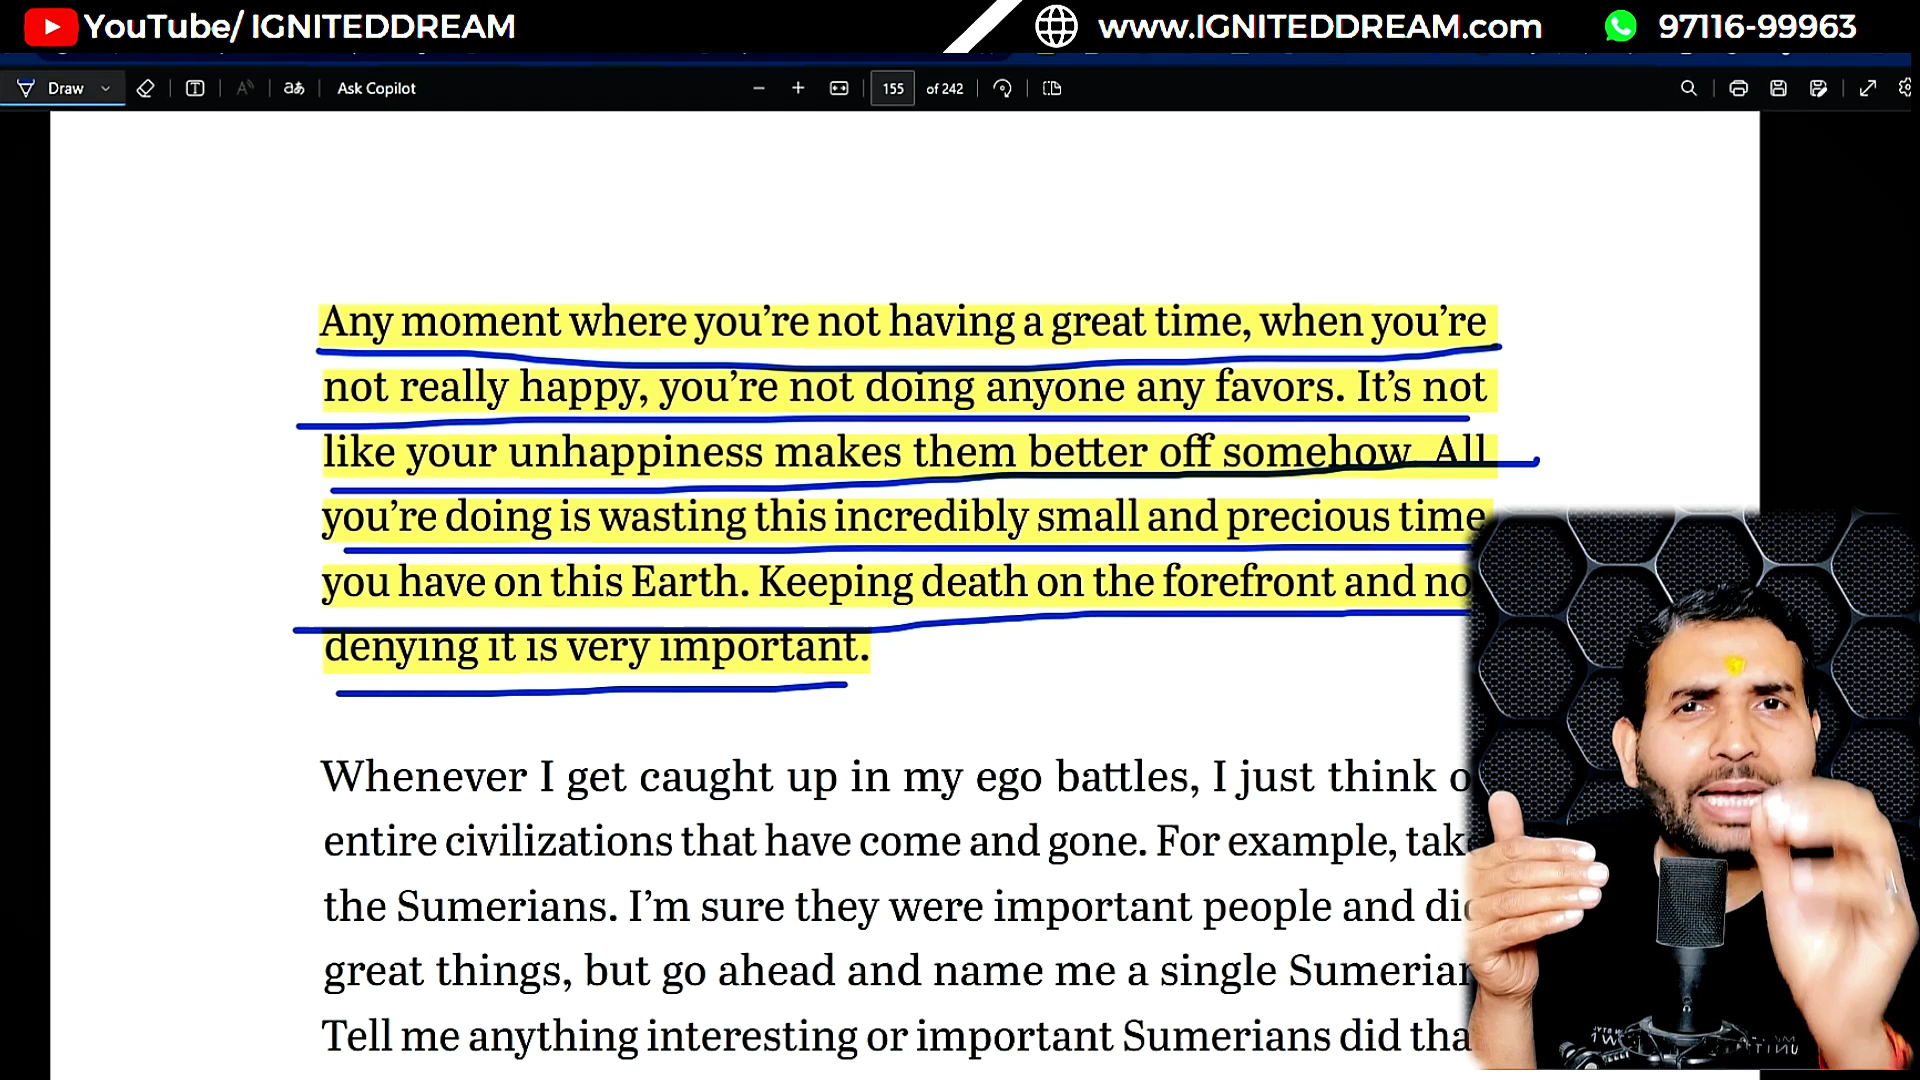 YouTube/ IGNITEDDREAM
www.IGNITEDDREAM.com
97116-99963
Draw
aあ
Ask Copilot
155 of 242
Any moment where you’re not having a great time, when you’re
not really happy, you’re not doing anyone any favors. It’s not
like your unhappiness makes them better off somehow. All
you’re doing is wasting this incredibly small and precious time
you have on this Earth. Keeping death on the forefront and no
denying it is very important.
Whenever I get caught up in my ego battles, I just think o
entire civilizations that have come and gone. For example, tak
the Sumerians. I’m sure they were important people and di
great things, but go ahead and name me a single Sumerian
Tell me anything interesting or important Sumerians did tha